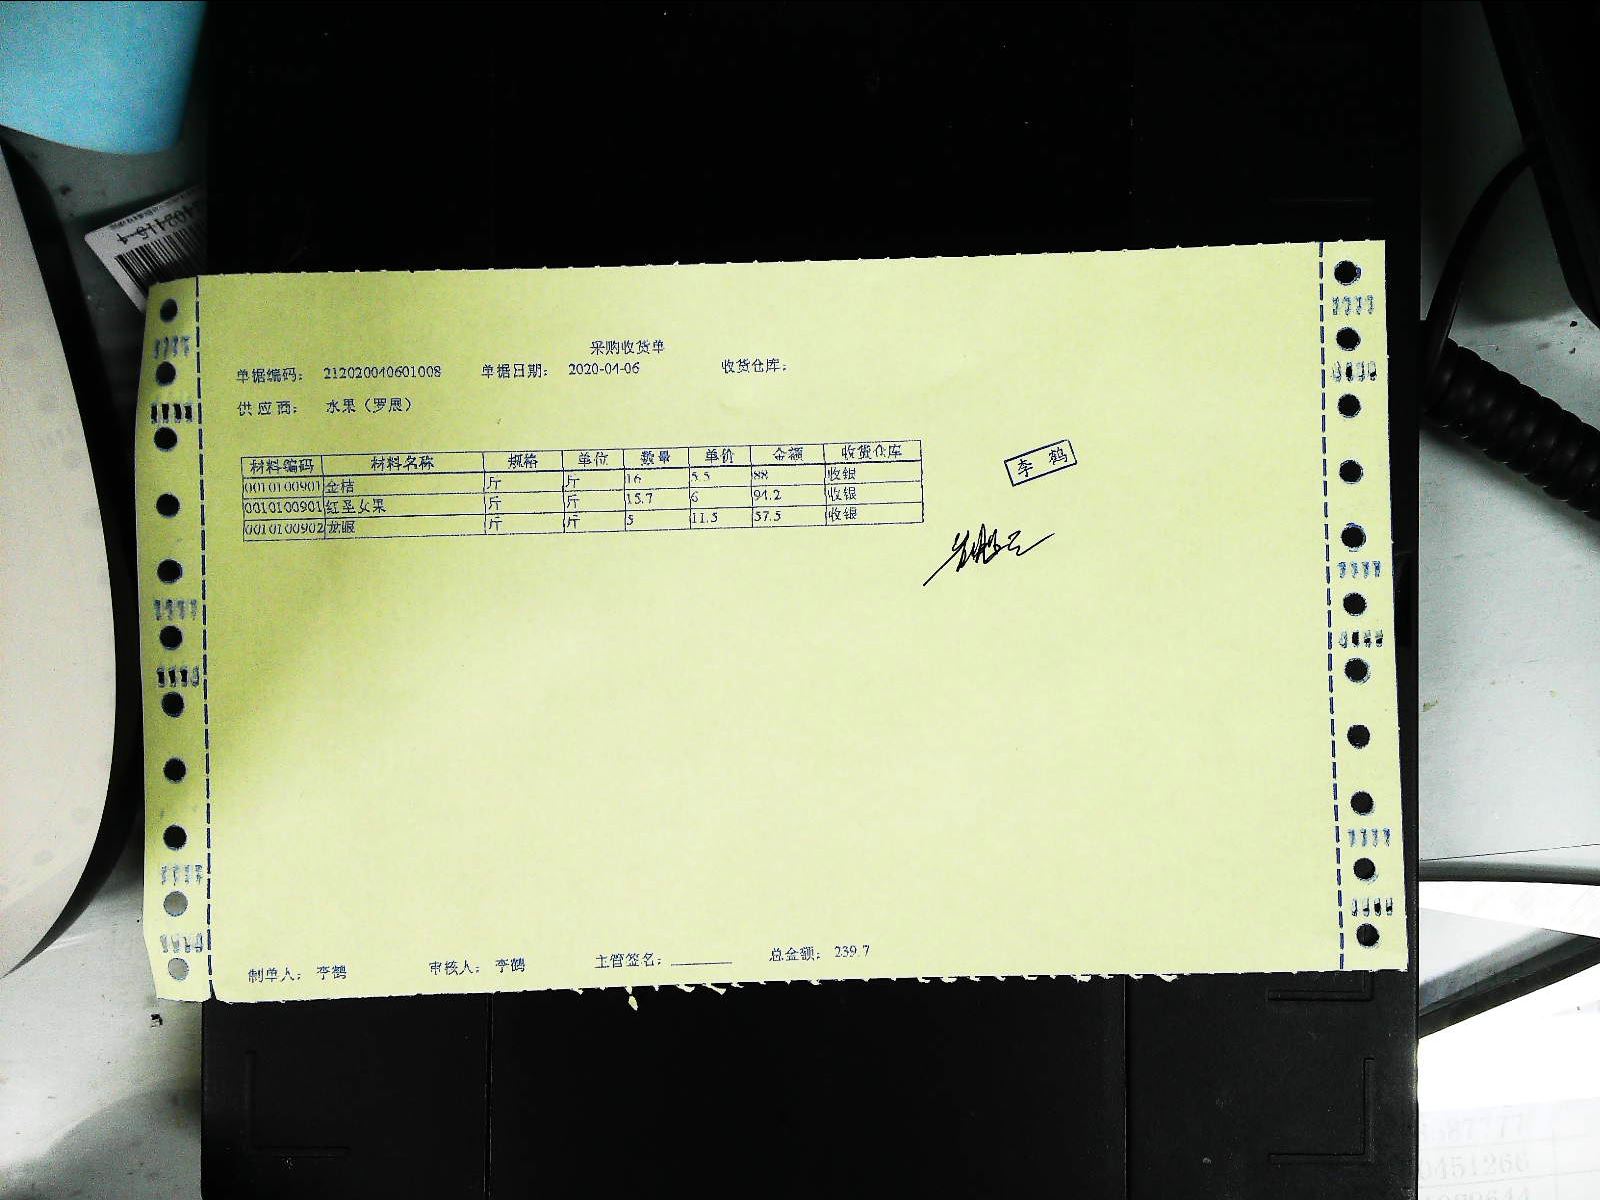 采购收货单
单据编码： 212020040601008 单据日期： 2020-04-06 收货仓库：
供应商： 水果（罗展）
材料编码 材料名称 规格 单位 数量 单价 金额 收货仓库
0010100901 金桔 斤 斤 16 5.5 88 收银
0010100901 红圣女果 斤 斤 15.7 6 94.2 收银
0010100902 龙眼 斤 斤 5 11.5 57.5 收银
李鹤
制单人： 李鹤 审核人： 李鹤 主管签名： 总金额： 239.7